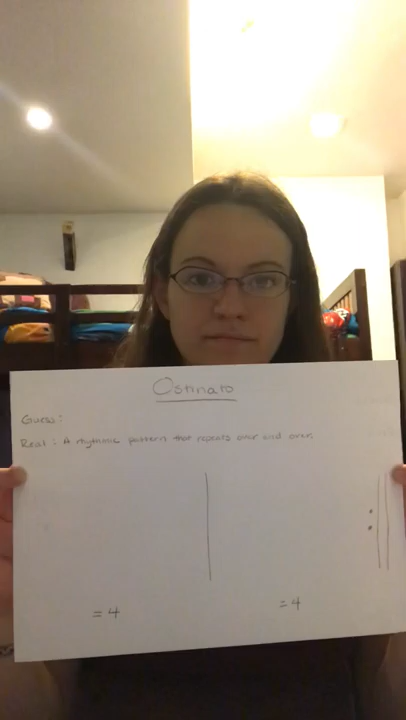 Ostinato
Guess:
Real: A rhythmic pattern that repeats over and over.
= 4 = 4